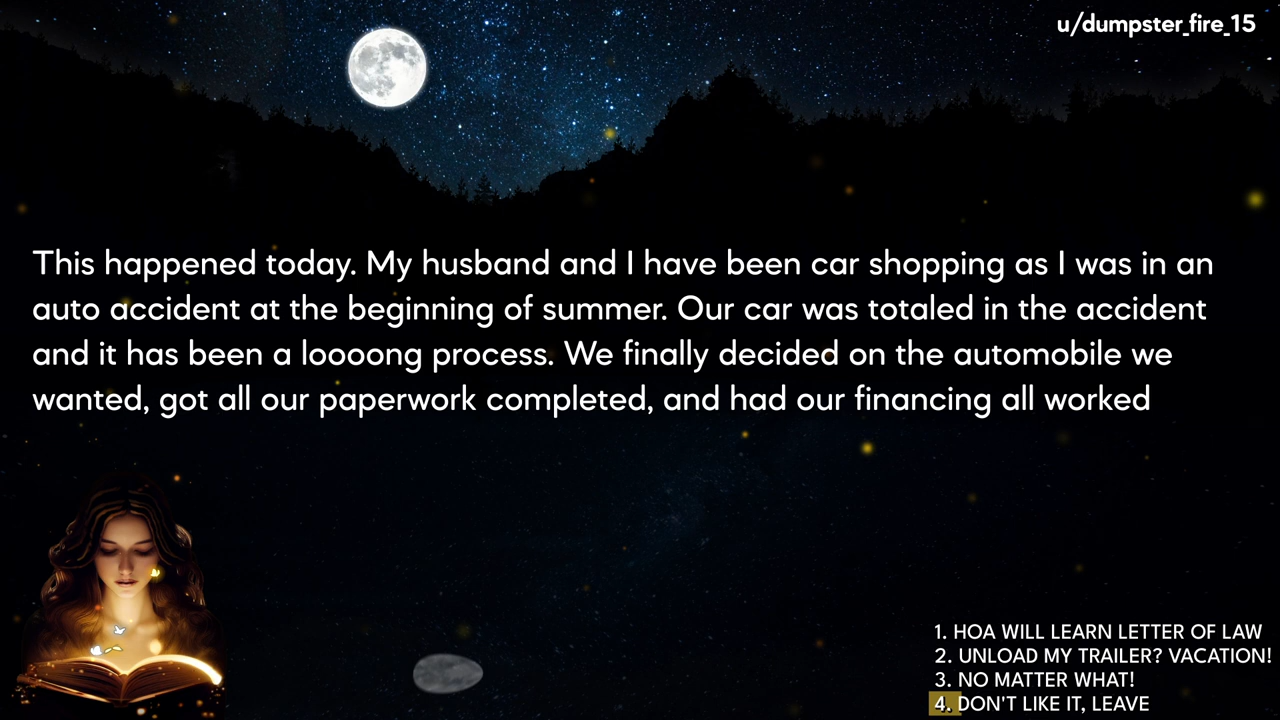 u/dumpster_fire_15
This happened today. My husband and I have been car shopping as I was in an
auto accident at the beginning of summer. Our car was totaled in the accident
and it has been a loooong process. We finally decided on the automobile we
wanted, got all our paperwork completed, and had our financing all worked
1. HOA WILL LEARN LETTER OF LAW
2. UNLOAD MY TRAILER? VACATION!
3. NO MATTER WHAT!
4. DON'T LIKE IT, LEAVE